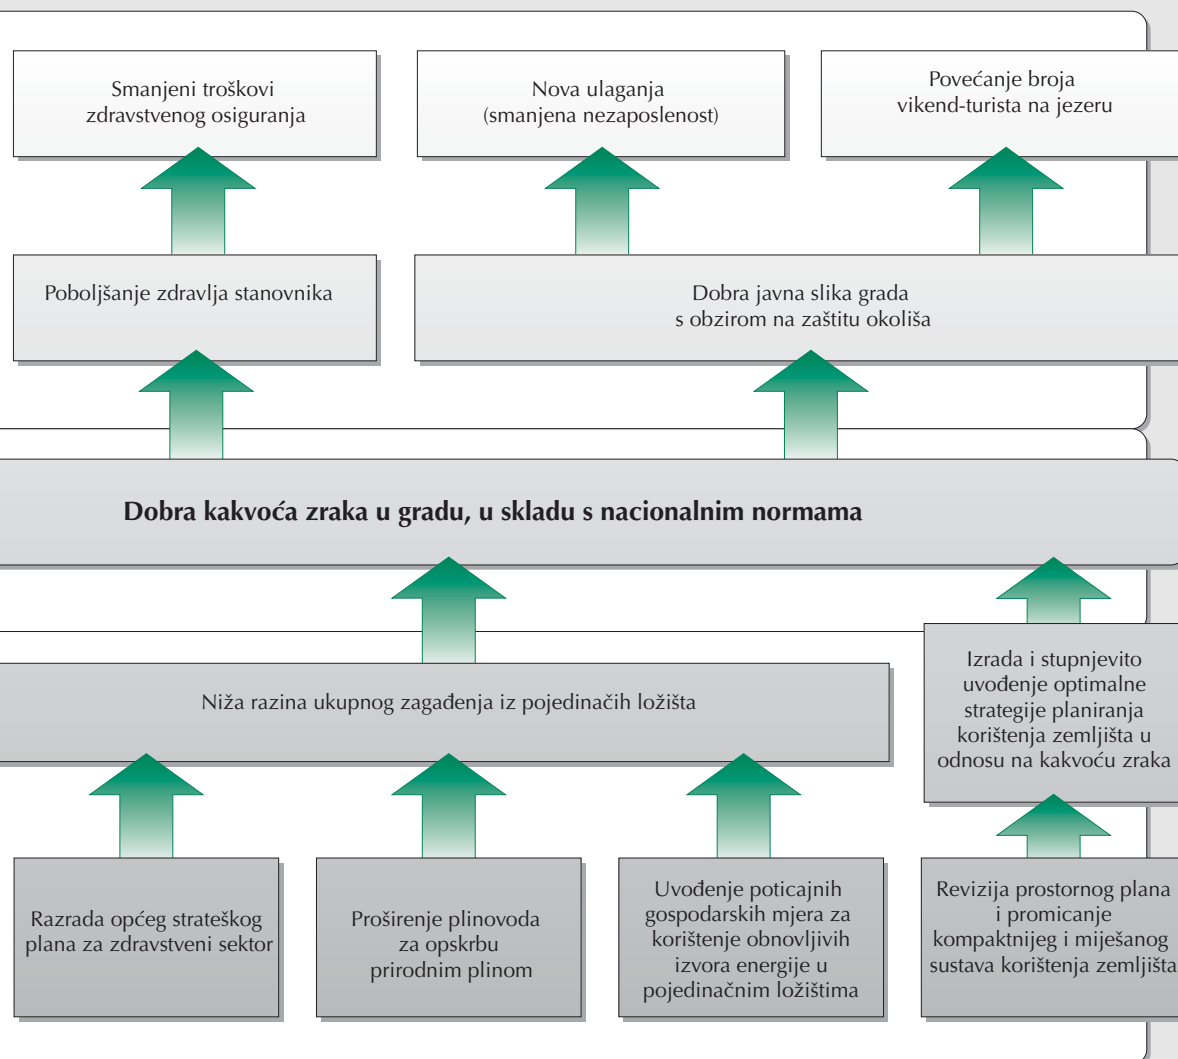 Smanjeni troškovi
zdravstvenog osiguranja
Nova ulaganja
(smanjena nezaposlenost)
Povećanje broja
vikend-turista na jezeru
Poboljšanje zdravlja stanovnika
Dobra javna slika grada
s obzirom na zaštitu okoliša
Dobra kakvoća zraka u gradu, u skladu s nacionalnim normama
Niža razina ukupnog zagađenja iz pojedinačih ložišta
Izrada i stupnjevito
uvođenje optimalne
strategije planiranja
korištenja zemljišta u
odnosu na kakvoću zraka
Razrada općeg strateškog
plana za zdravstveni sektor
Proširenje plinovoda
za opskrbu
prirodnim plinom
Uvođenje poticajnih
gospodarskih mjera za
korištenje obnovljivih
izvora energije u
pojedinačnim ložištima
Revizija prostornog plana
i promicanje
kompaktnijeg i miješanog
sustava korištenja zemljišta